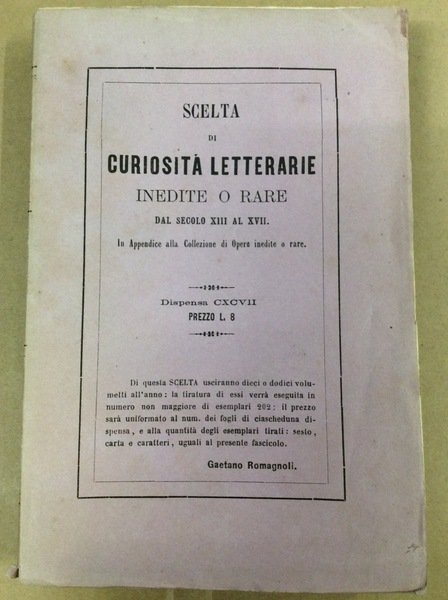 SCELTA
DI
CURIOSITÀ LETTERARIE
INEDITE O RARE
DAL SECOLO XIII AL XVII.
In Appendice alla Collezione di Opere inedite o rare.
Dispensa CXCVII
PREZZO L. 8
Di questa SCELTA usciranno dieci o dodici volu-
metti all'anno: la tiratura di essi verrà eseguita in
numero non maggiore di esemplari 202: il prezzo
sarà uniformato al num. dei fogli di ciascheduna di-
spensa, e alla quantità degli esemplari tirati: sesto,
carta e caratteri, uguali al presente fascicolo.
Gaetano Romagnoli.